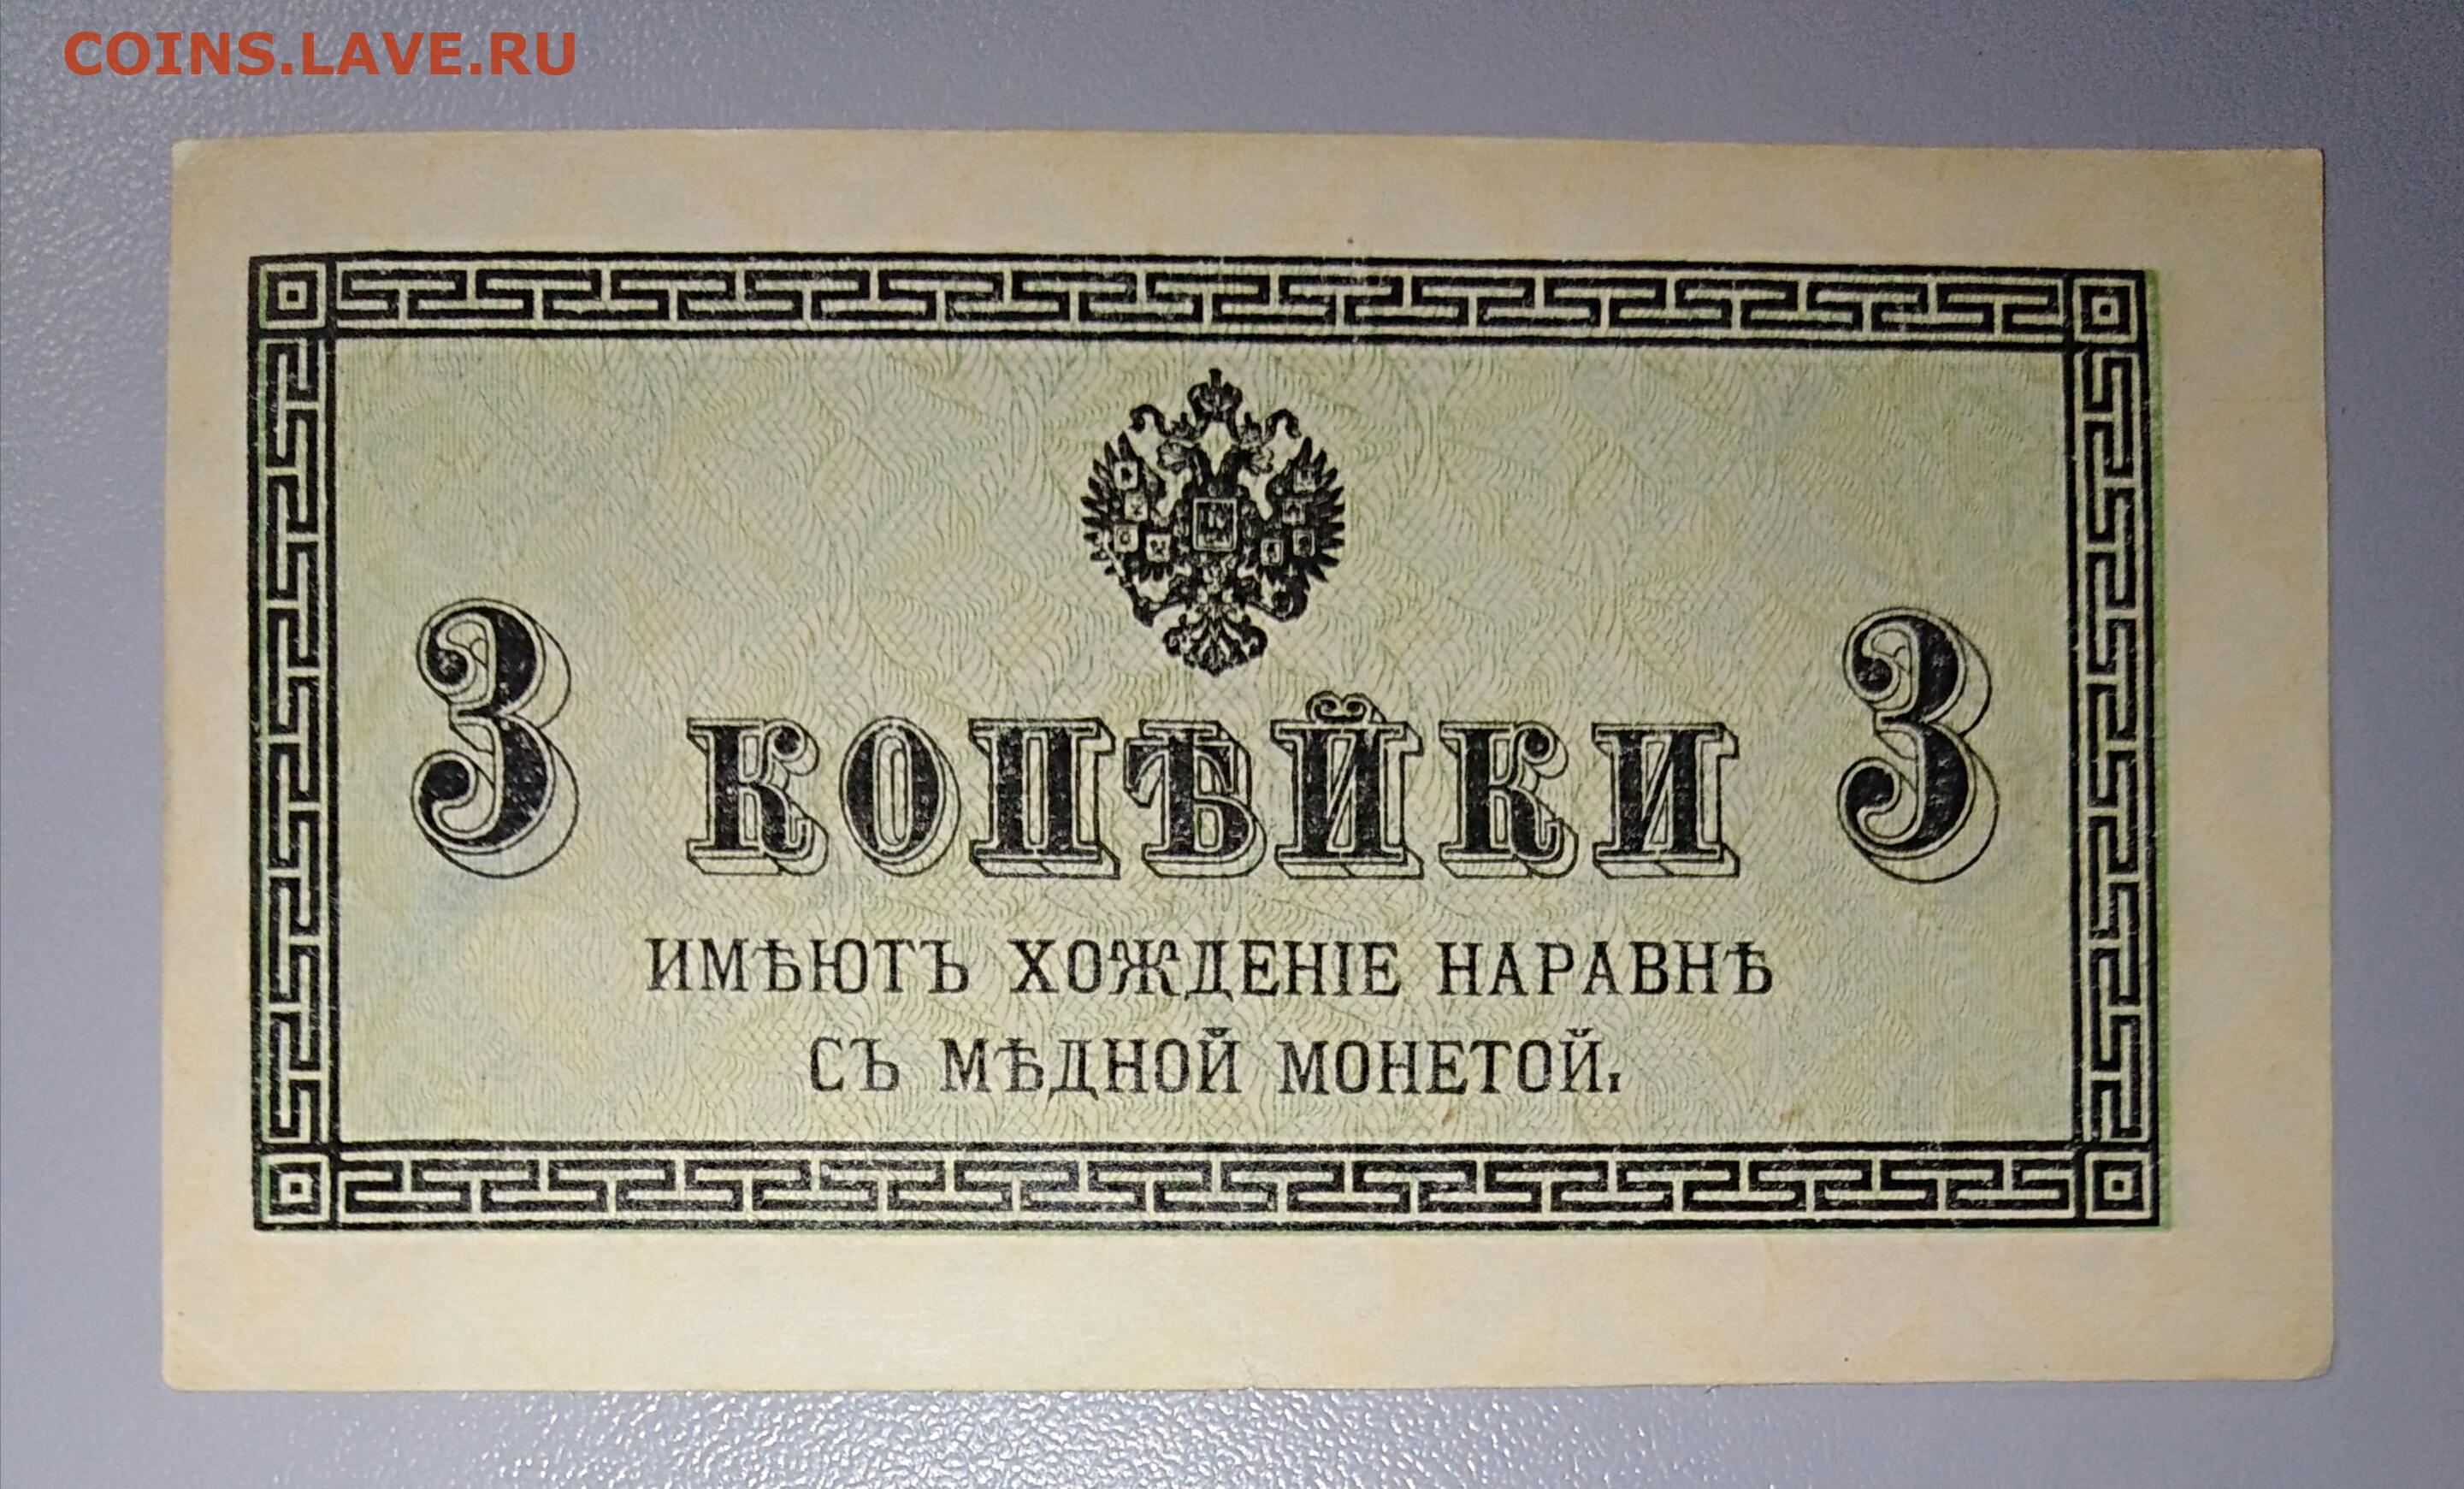 COINS.LAVE.RU
3 КОПѢЙКИ 3
ИМѢЮТЪ ХОЖДЕНІЕ НАРАВНѢ
СЪ МѢДНОЙ МОНЕТОЙ.